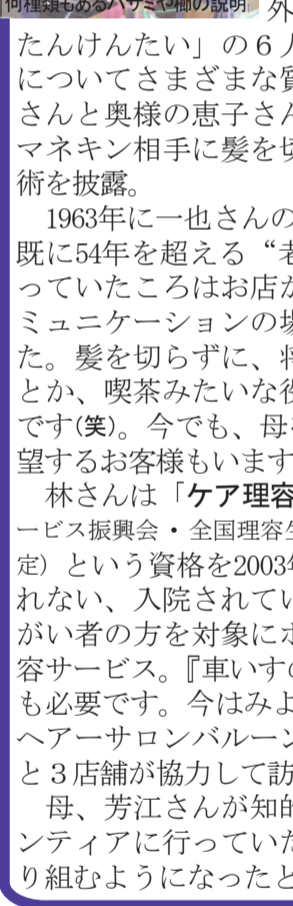 何種類もあるハサミや櫛の説明
外
たんけんたい」の６人
についてさまざまな質
さんと奥様の恵子さん
マネキン相手に髪を切
術を披露。
1963年に一也さんの
既に54年を超える“老
っていたころはお店が
ミュニケーションの場
た。髪を切らずに、将
とか、喫茶みたいな役
です(笑)。今でも、母を
望するお客様もいます
林さんは「ケア理容
ービス振興会・全国理容生
定）という資格を2003年
れない、入院されてい
がい者の方を対象にボ
容サービス。『車いすの
も必要です。今はみよ
ヘアーサロンバルーン
と３店舗が協力して訪
母、芳江さんが知的
ンティアに行っていた
り組むようになったと